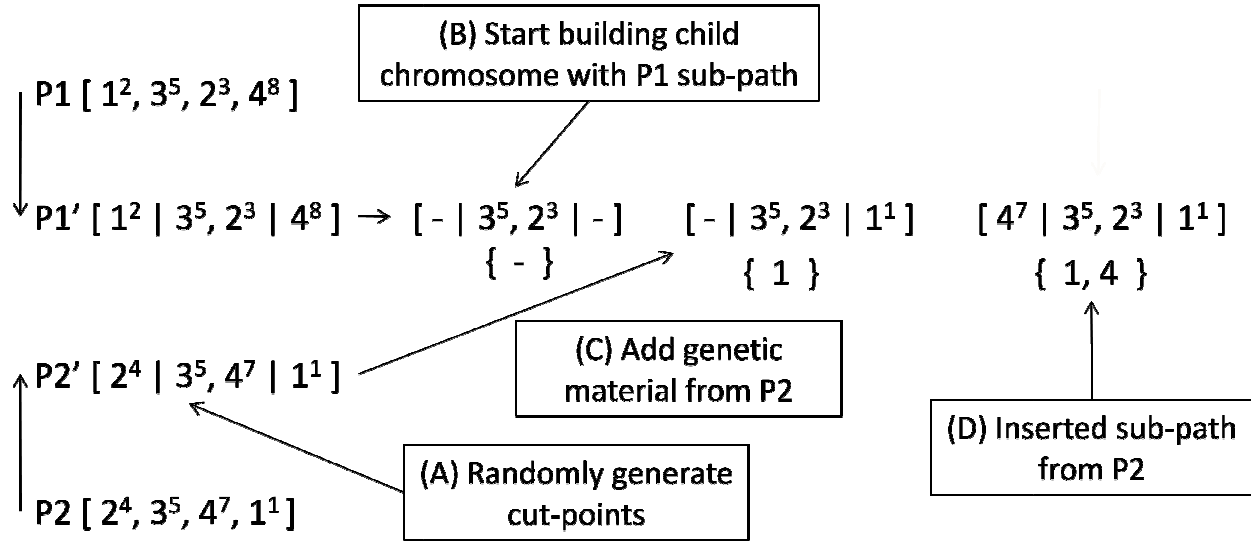 (B) Start building child
chromosome with P1 sub-path
P1 [ 1², 3⁵, 2³, 4⁸ ]
P1’ [ 1² | 3⁵, 2³ | 4⁸ ] → [ - | 3⁵, 2³ | - ] [ - | 3⁵, 2³ | 1¹ ] [ 4⁷ | 3⁵, 2³ | 1¹ ]
{ - } { 1 } { 1, 4 }
(C) Add genetic
material from P2
P2' [ 2⁴ | 3⁵, 4⁷ | 1¹ ]
(D) Inserted sub-path
from P2
(A) Randomly generate
cut-points
P2 [ 2⁴, 3⁵, 4⁷, 1¹]